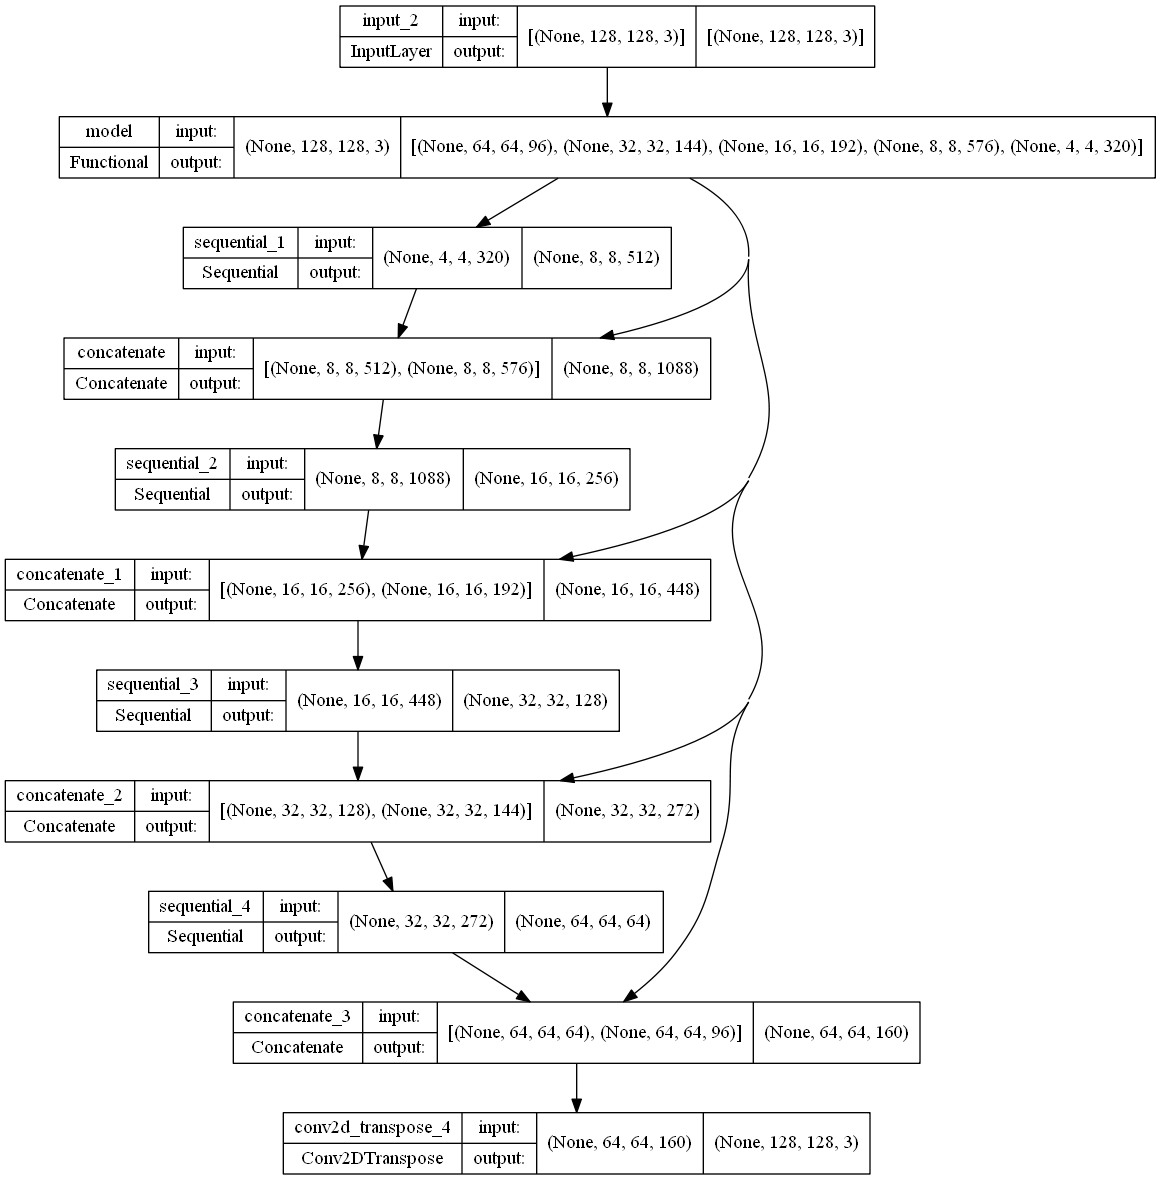 input_2 input: [(None, 128, 128, 3)] [(None, 128, 128, 3)]
InputLayer output:
model input: (None, 128, 128, 3) [(None, 64, 64, 96), (None, 32, 32, 144), (None, 16, 16, 192), (None, 8, 8, 576), (None, 4, 4, 320)]
Functional output:
sequential_1 input: (None, 4, 4, 320) (None, 8, 8, 512)
Sequential output:
concatenate input: [(None, 8, 8, 512), (None, 8, 8, 576)] (None, 8, 8, 1088)
Concatenate output:
sequential_2 input: (None, 8, 8, 1088) (None, 16, 16, 256)
Sequential output:
concatenate_1 input: [(None, 16, 16, 256), (None, 16, 16, 192)] (None, 16, 16, 448)
Concatenate output:
sequential_3 input: (None, 16, 16, 448) (None, 32, 32, 128)
Sequential output:
concatenate_2 input: [(None, 32, 32, 128), (None, 32, 32, 144)] (None, 32, 32, 272)
Concatenate output:
sequential_4 input: (None, 32, 32, 272) (None, 64, 64, 64)
Sequential output:
concatenate_3 input: [(None, 64, 64, 64), (None, 64, 64, 96)] (None, 64, 64, 160)
Concatenate output:
conv2d_transpose_4 input: (None, 64, 64, 160) (None, 128, 128, 3)
Conv2DTranspose output: